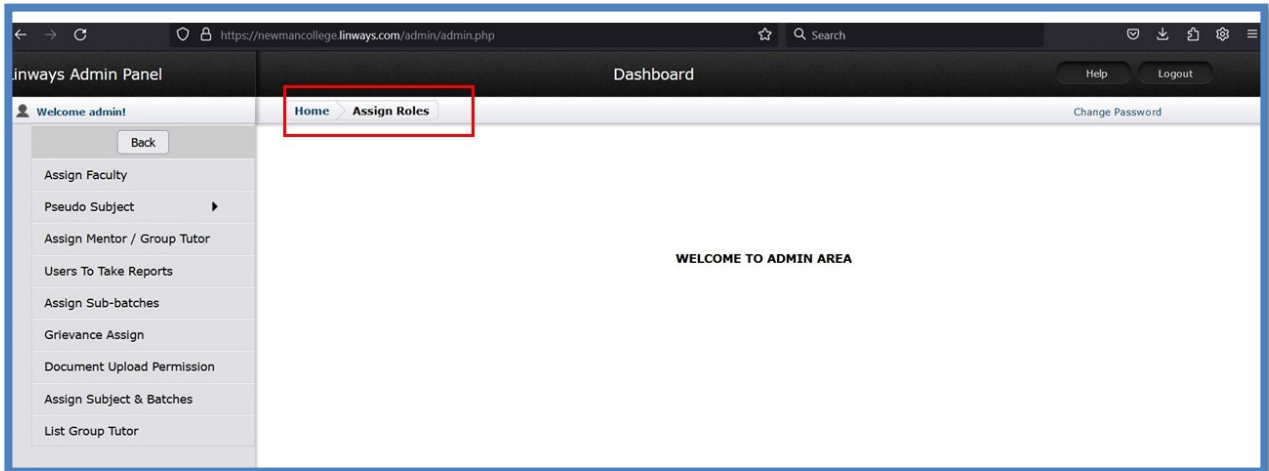 https://newmancollege.linways.com/admin/admin.php Search
Linways Admin Panel Dashboard Help Logout
Welcome admin! Home Assign Roles Change Password
Back
Assign Faculty
Pseudo Subject
Assign Mentor / Group Tutor
Users To Take Reports
WELCOME TO ADMIN AREA
Assign Sub-batches
Grievance Assign
Document Upload Permission
Assign Subject & Batches
List Group Tutor